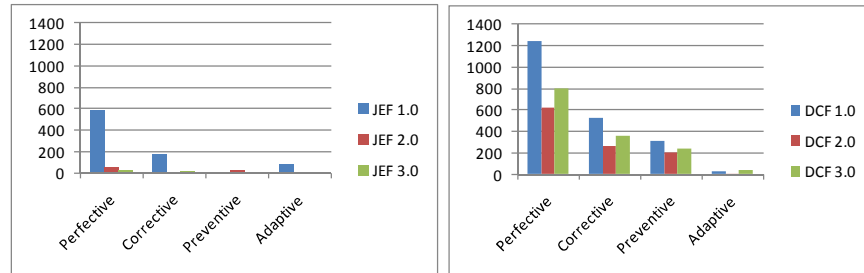 1400
1200
1000
800
600
400
200
0
Perfective
Corrective
Preventive
Adaptive
JEF 1.0
JEF 2.0
JEF 3.0
1400
1200
1000
800
600
400
200
0
Perfective
Corrective
Preventive
Adaptive
DCF 1.0
DCF 2.0
DCF 3.0